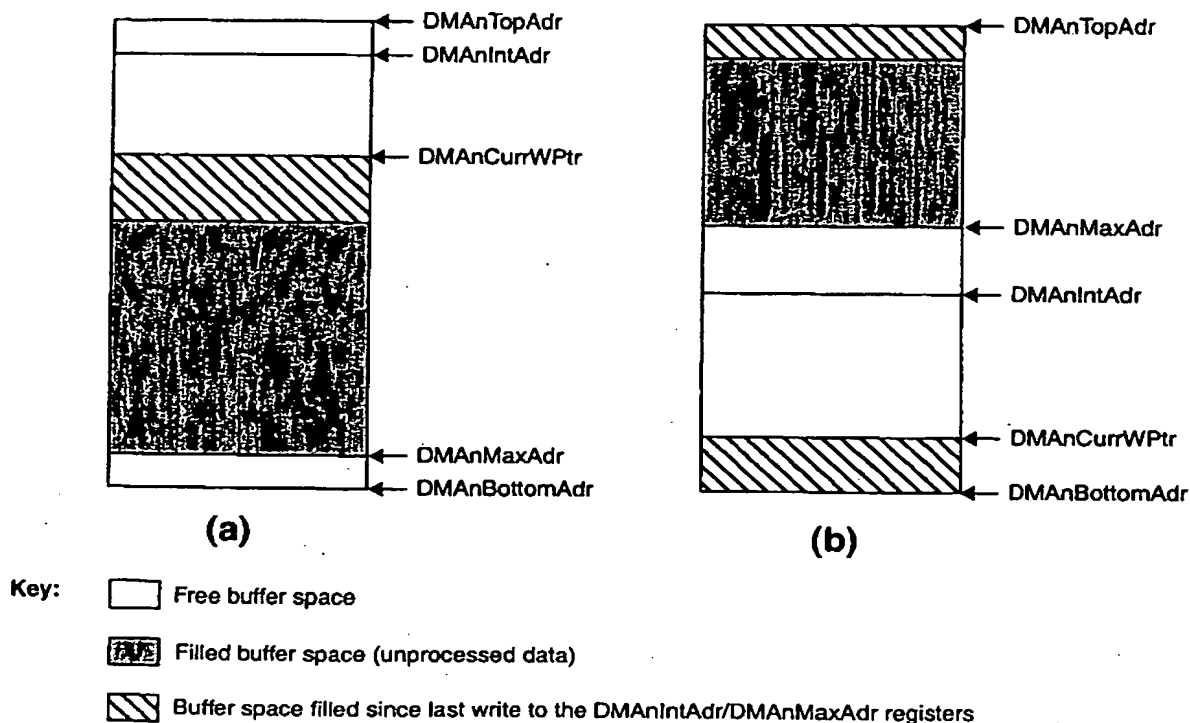 DMAnTopAdr
DMAnIntAdr
DMAnCurrWPtr
DMAnMaxAdr
DMAnBottomAdr
(a)
DMAnTopAdr
DMAnMaxAdr
DMAnIntAdr
DMAnCurrWPtr
DMAnBottomAdr
(b)
Key:
Free buffer space
Filled buffer space (unprocessed data)
Buffer space filled since last write to the DMAnIntAdr/DMAnMaxAdr registers